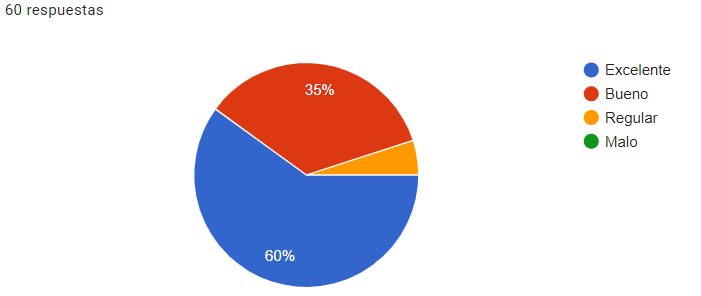 60 respuestas
35%
60%
Excelente
Bueno
Regular
Malo